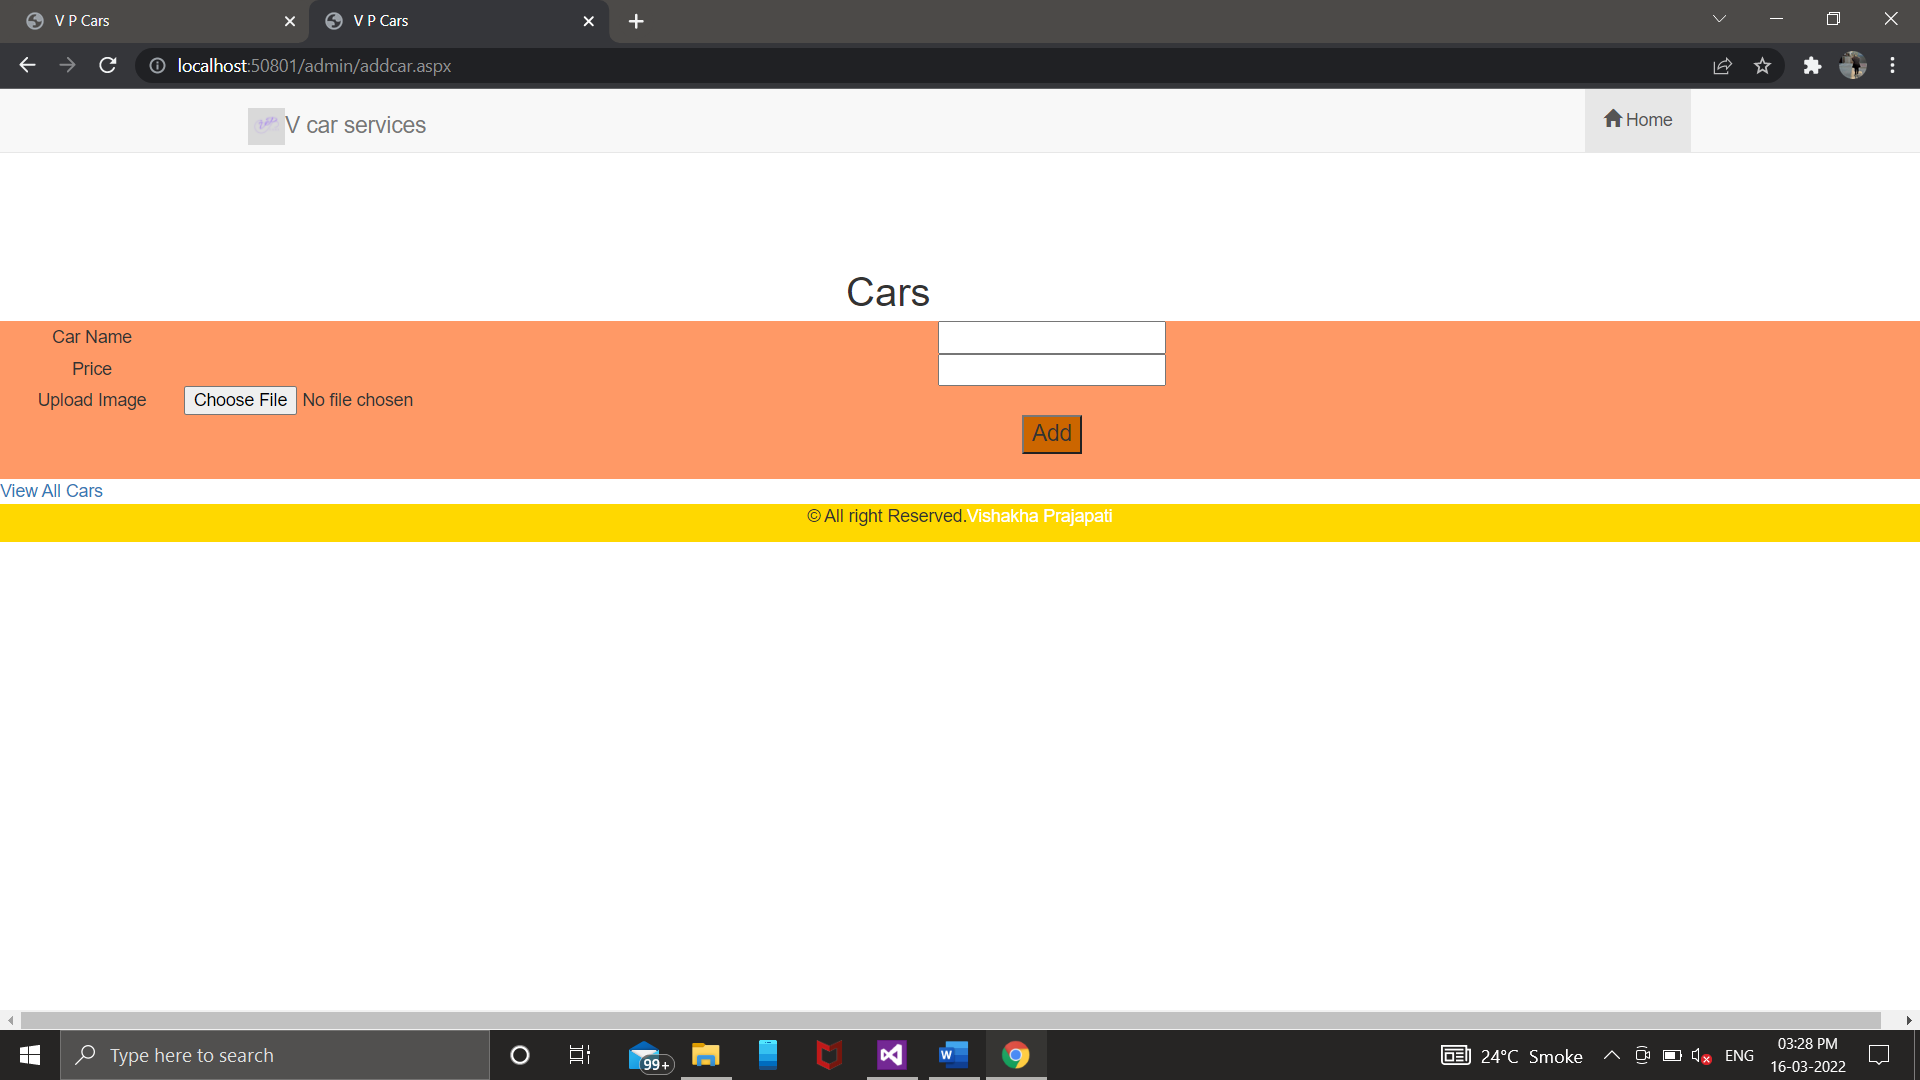 V P Cars
V P Cars
localhost:50801/admin/addcar.aspx
V car services
Home
Cars
Car Name
Price
Upload Image Choose File No file chosen
Add
View All Cars
© All right Reserved.Vishakha Prajapati
Type here to search
99+
24°C Smoke
ENG
03:28 PM
16-03-2022